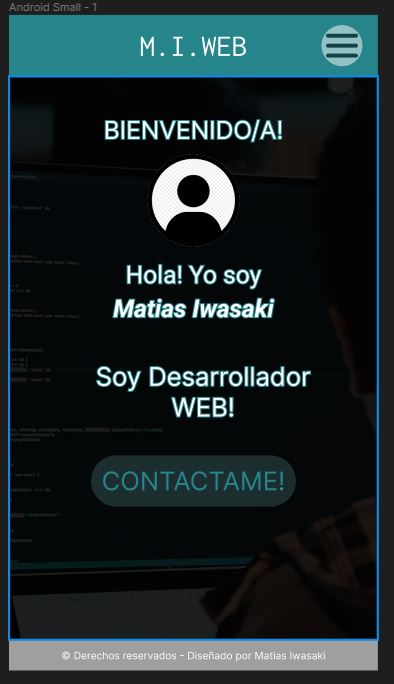 Android Small - 1
M.I.WEB
BIENVENIDO/A!
Hola! Yo soy
Matias Iwasaki
Soy Desarrollador
WEB!
CONTACTAME!
© Derechos reservados - Diseñado por Matias Iwasaki